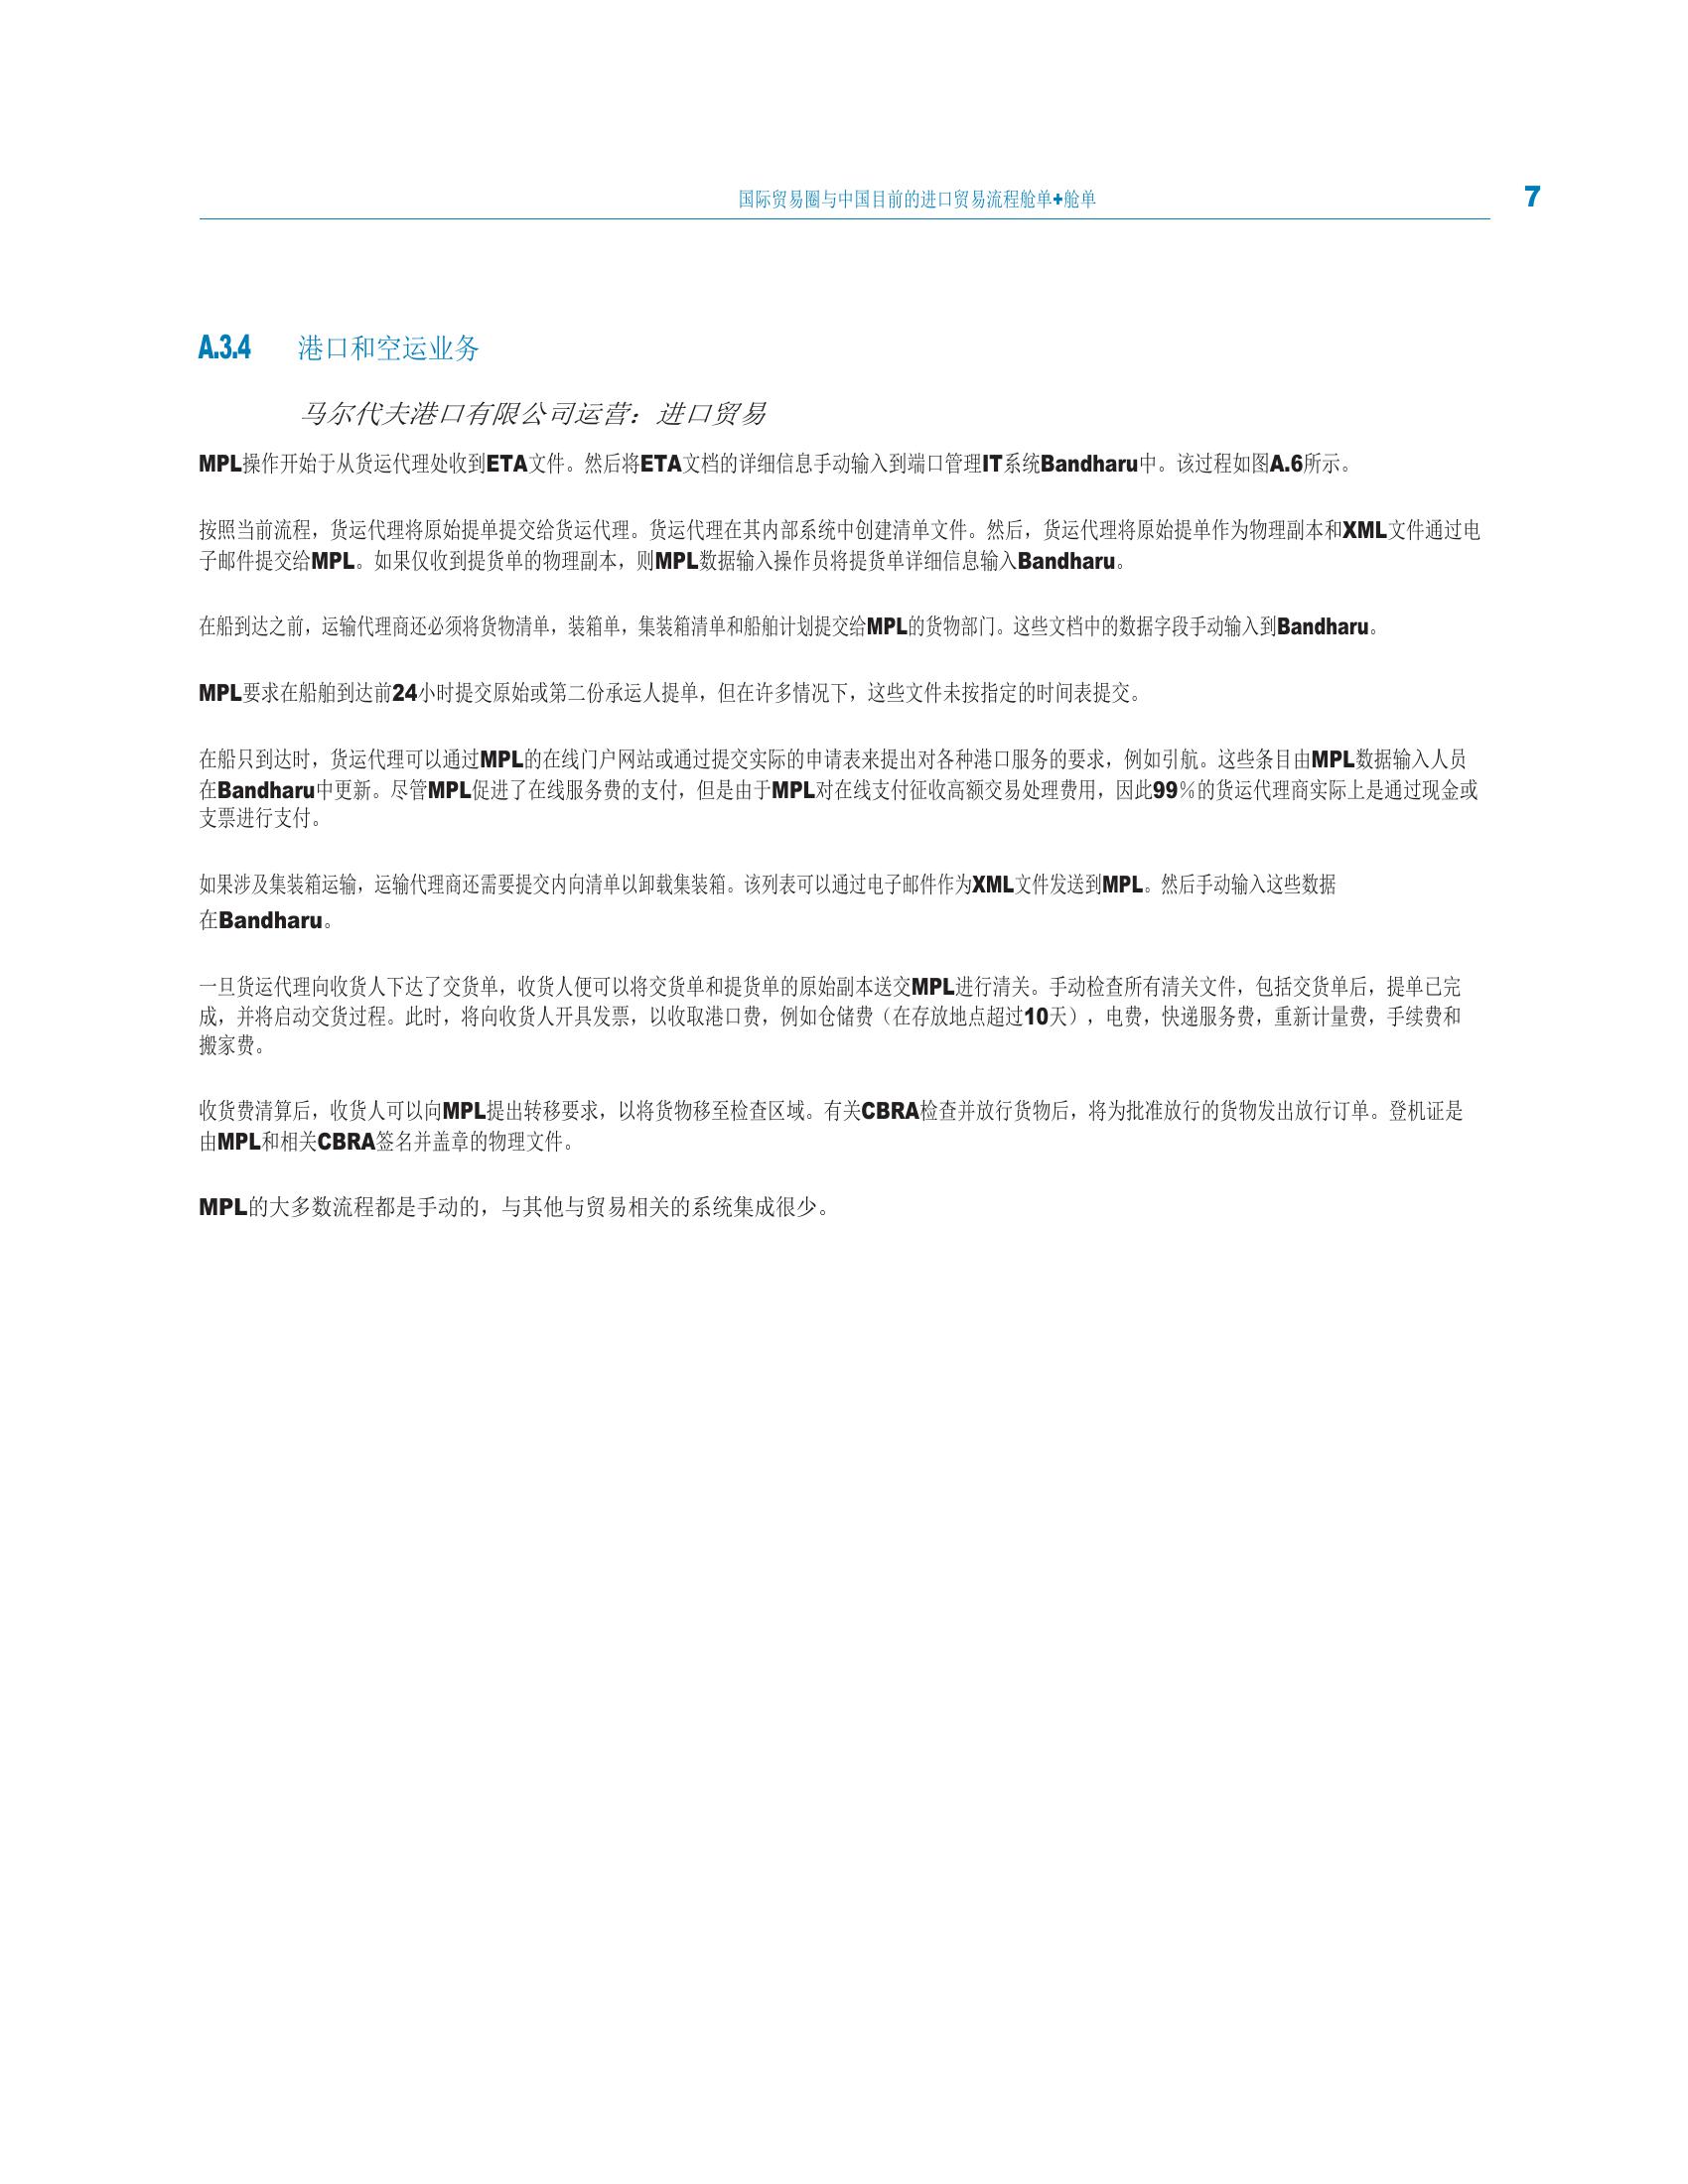 国际贸易圈与中国目前的进口贸易流程舱单+舱单 7
A.3.4 港口和空运业务
马尔代夫港口有限公司运营：进口贸易
MPL操作开始于从货运代理处收到ETA文件。然后将ETA文档的详细信息手动输入到端口管理IT系统Bandharu中。该过程如图A.6所示。
按照当前流程，货运代理将原始提单提交给货运代理。货运代理在其内部系统中创建清单文件。然后，货运代理将原始提单作为物理副本和XML文件通过电
子邮件提交给MPL。如果仅收到提货单的物理副本，则MPL数据输入操作员将提货单详细信息输入Bandharu。
在船到达之前，运输代理商还必须将货物清单，装箱单，集装箱清单和船舶计划提交给MPL的货物部门。这些文档中的数据字段手动输入到Bandharu。
MPL要求在船舶到达前24小时提交原始或第二份承运人提单，但在许多情况下，这些文件未按指定的时间表提交。
在船只到达时，货运代理可以通过MPL的在线门户网站或通过提交实际的申请表来提出对各种港口服务的要求，例如引航。这些条目由MPL数据输入人员
在Bandharu中更新。尽管MPL促进了在线服务费的支付，但是由于MPL对在线支付征收高额交易处理费用，因此99％的货运代理商实际上是通过现金或
支票进行支付。
如果涉及集装箱运输，运输代理商还需要提交内向清单以卸载集装箱。该列表可以通过电子邮件作为XML文件发送到MPL。然后手动输入这些数据
在Bandharu。
一旦货运代理向收货人下达了交货单，收货人便可以将交货单和提货单的原始副本送交MPL进行清关。手动检查所有清关文件，包括交货单后，提单已完
成，并将启动交货过程。此时，将向收货人开具发票，以收取港口费，例如仓储费（在存放地点超过10天），电费，快递服务费，重新计量费，手续费和
搬家费。
收货费清算后，收货人可以向MPL提出转移要求，以将货物移至检查区域。有关CBRA检查并放行货物后，将为批准放行的货物发出放行订单。登机证是
由MPL和相关CBRA签名并盖章的物理文件。
MPL的大多数流程都是手动的，与其他与贸易相关的系统集成很少。